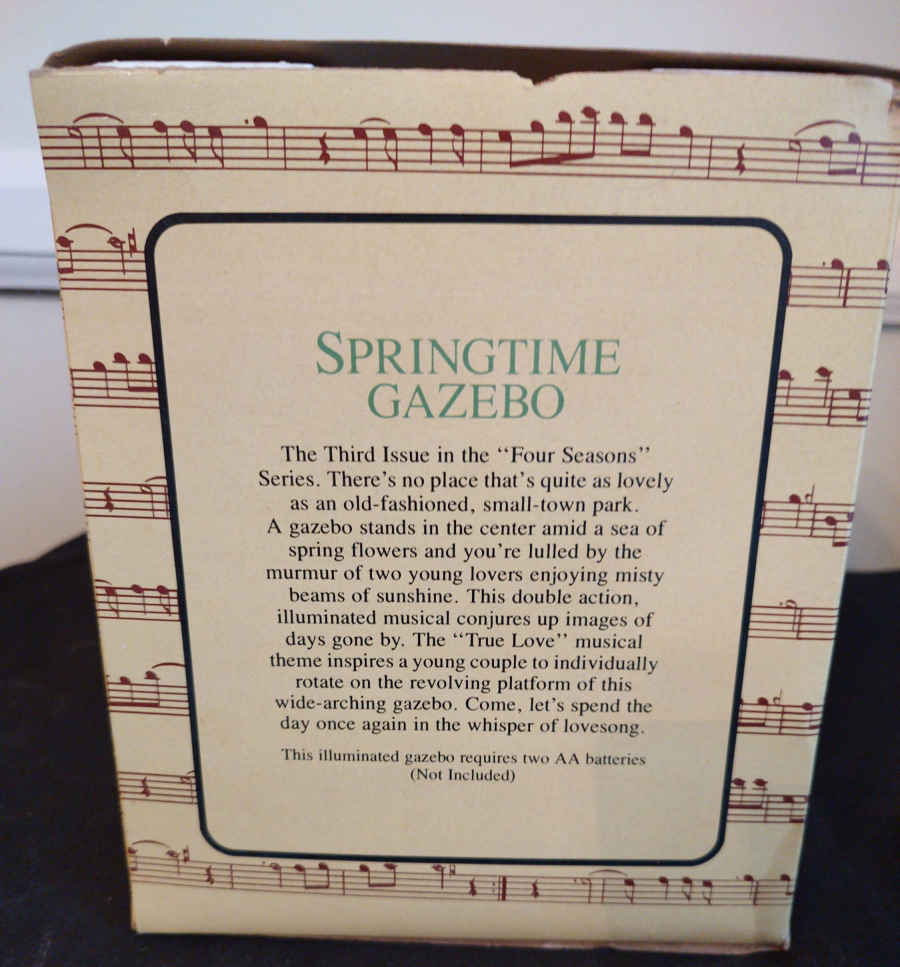 SPRINGTIME
GAZEBO
The Third Issue in the “Four Seasons”
Series. There’s no place that’s quite as lovely
as an old-fashioned, small-town park.
A gazebo stands in the center amid a sea of
spring flowers and you’re lulled by the
murmur of two young lovers enjoying misty
beams of sunshine. This double action,
illuminated musical conjures up images of
days gone by. The “True Love” musical
theme inspires a young couple to individually
rotate on the revolving platform of this
wide-arching gazebo. Come, let’s spend the
day once again in the whisper of lovesong.
This illuminated gazebo requires two AA batteries
(Not Included)